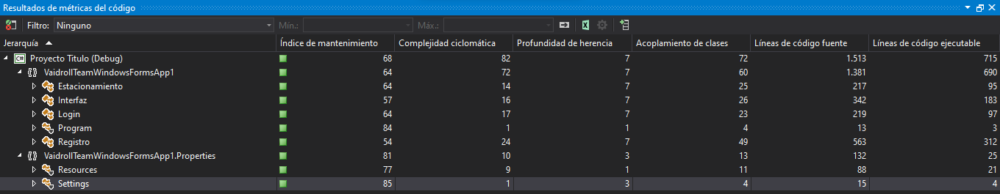 Resultados de métricas del código
Filtro: Ninguno Mín.: Máx.:
Jerarquía Índice de mantenimiento Complejidad ciclomática Profundidad de herencia Acoplamiento de clases Líneas de código fuente Líneas de código ejecutable
C# Proyecto Titulo (Debug) 68 82 7 72 1.513 715
{} VaidrollTeamWindowsFormsApp1 64 72 7 60 1.381 690
Estacionamiento 64 14 7 25 217 95
Interfaz 57 16 7 26 342 183
Login 64 17 7 23 219 97
Program 84 1 1 4 13 3
Registro 54 24 7 49 563 312
{} VaidrollTeamWindowsFormsApp1.Properties 81 10 3 13 132 25
Resources 77 9 1 11 88 21
Settings 85 1 3 4 15 4